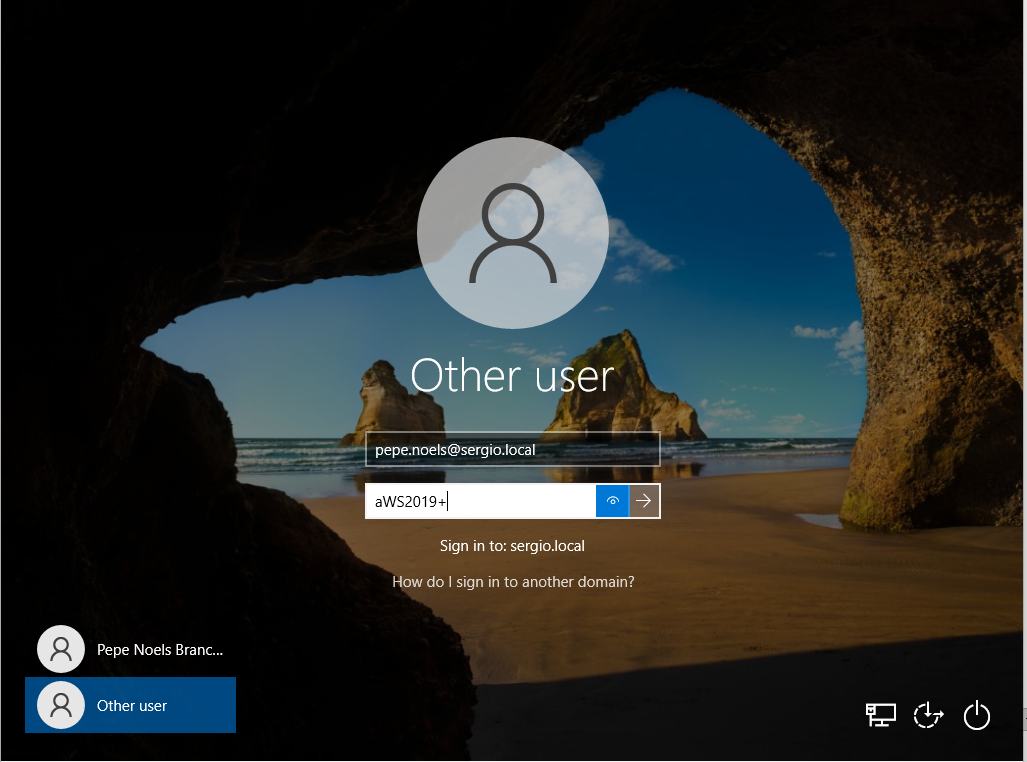 Other user
pepe.noels@sergio.local
aWS2019+
Sign in to: sergio.local
How do I sign in to another domain?
Pepe Noels Branc...
Other user